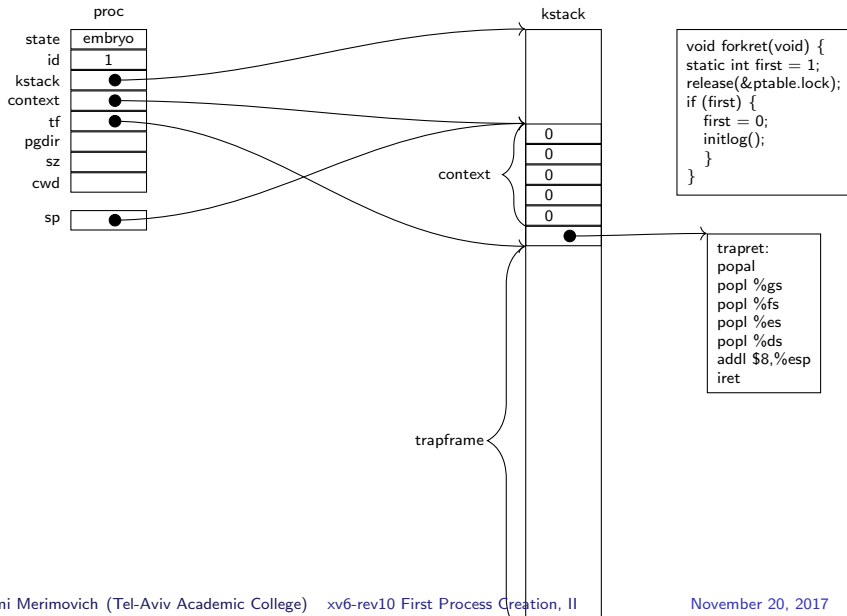 proc
state embryo
id 1
kstack
context
tf
pgdir
sz
cwd
sp
kstack
0
0
0
0
0
context
trapframe
void forkret(void) {
static int first = 1;
release(&ptable.lock);
if (first) {
first = 0;
initlog();
}
}
trapret:
popal
popl %gs
popl %fs
popl %es
popl %ds
addl $8,%esp
iret
Merimovich (Tel-Aviv Academic College) xv6-rev10 First Process Creation, II November 20, 2017